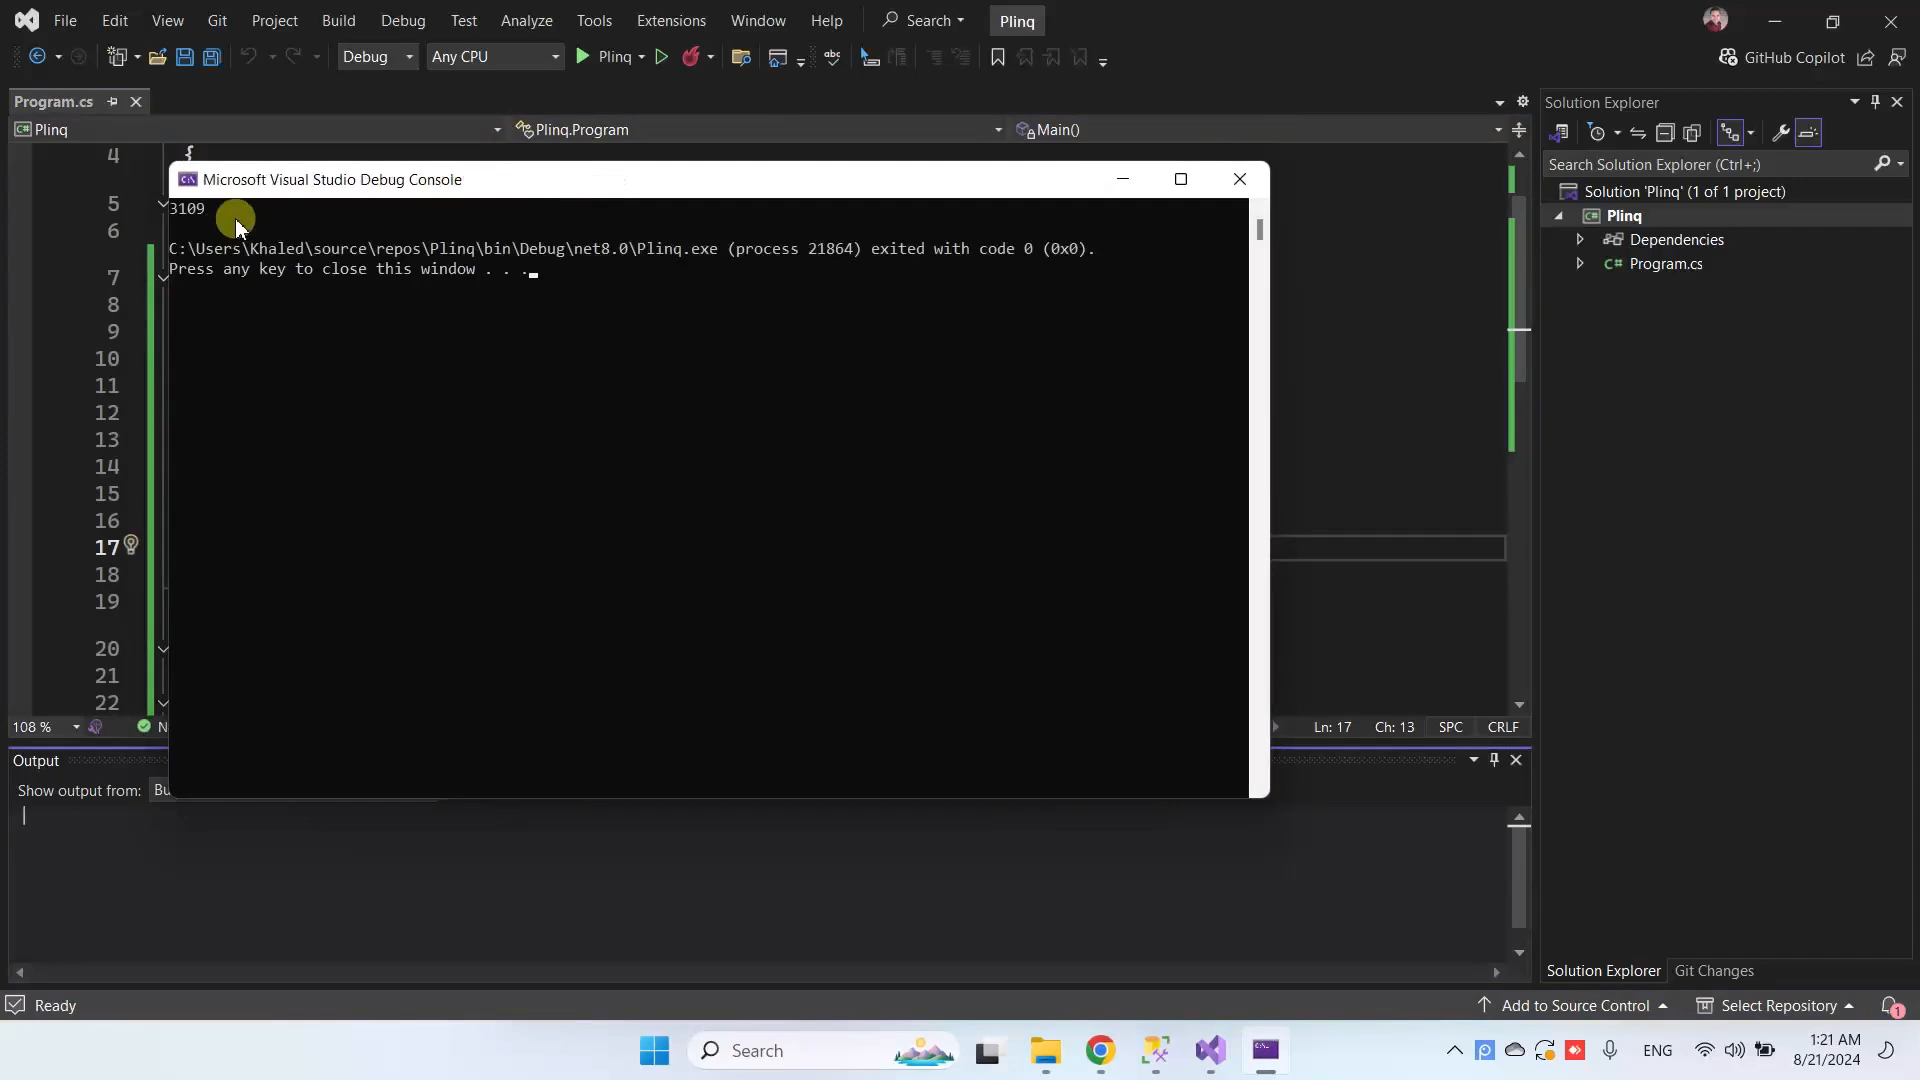 File Edit View Git Project Build Debug Test Analyze Tools Extensions Window Help Search Plinq
Debug Any CPU Plinq GitHub Copilot
Program.cs
Plinq Plinq.Program Main()
Solution Explorer
Search Solution Explorer (Ctrl+;)
Solution 'Plinq' (1 of 1 project)
Plinq
Dependencies
Program.cs
4 {
5
6
7
8
9
10
11
12
13
14
15
16
17
18
19
20
21
22
Microsoft Visual Studio Debug Console
3109
C:\Users\Khaled\source\repos\Plinq\bin\Debug\net8.0\Plinq.exe (process 21864) exited with code 0 (0x0).
Press any key to close this window . . .
108 % Ln: 17 Ch: 13 SPC CRLF
Output
Show output from:
Solution Explorer Git Changes
Ready Add to Source Control Select Repository 1
Search ENG 1:21 AM
8/21/2024